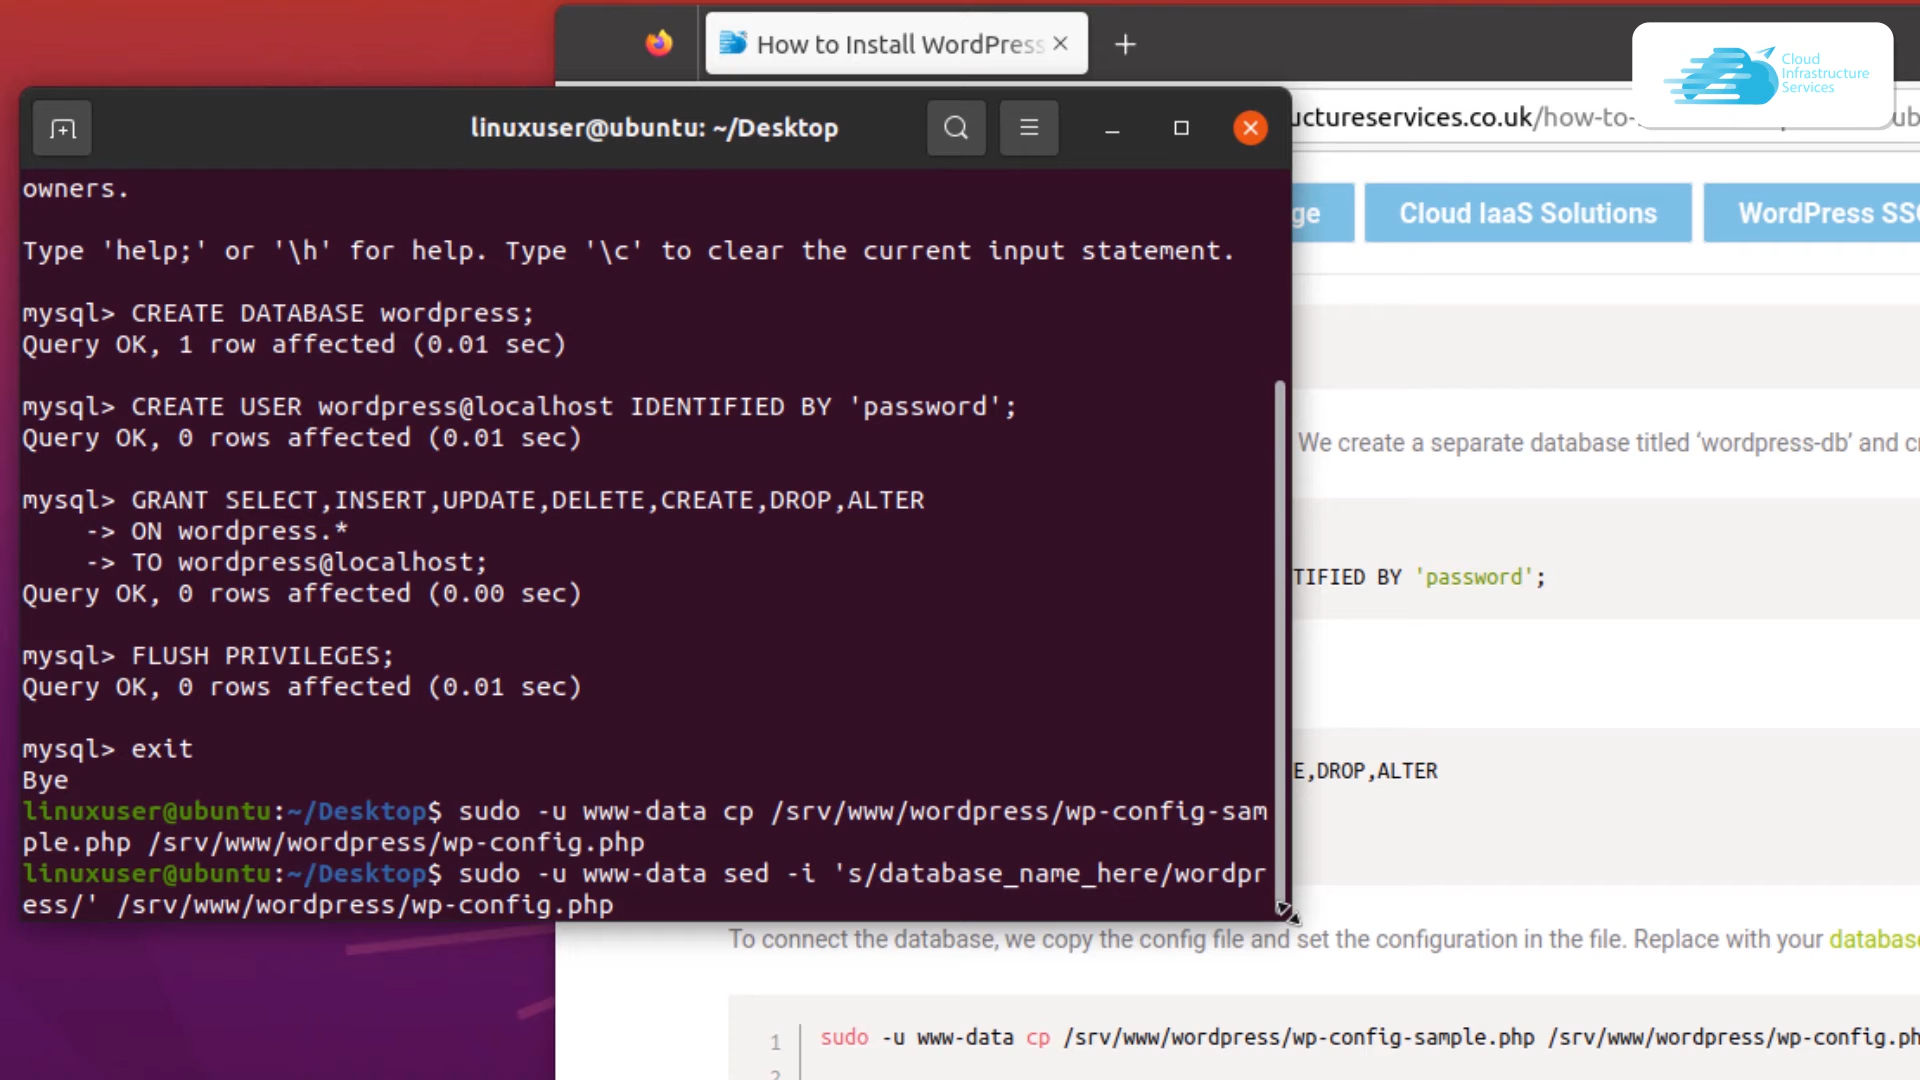 How to Install WordPress
Cloud
Infrastructure
Services
linuxuser@ubuntu: ~/Desktop
uctureservices.co.uk/how-to-
owners.
Type 'help;' or '\h' for help. Type '\c' to clear the current input statement.
mysql> CREATE DATABASE wordpress;
Query OK, 1 row affected (0.01 sec)
mysql> CREATE USER wordpress@localhost IDENTIFIED BY 'password';
Query OK, 0 rows affected (0.01 sec)
mysql> GRANT SELECT,INSERT,UPDATE,DELETE,CREATE,DROP,ALTER
-> ON wordpress.*
-> TO wordpress@localhost;
Query OK, 0 rows affected (0.00 sec)
mysql> FLUSH PRIVILEGES;
Query OK, 0 rows affected (0.01 sec)
mysql> exit
Bye
linuxuser@ubuntu:~/Desktop$ sudo -u www-data cp /srv/www/wordpress/wp-config-sam
ple.php /srv/www/wordpress/wp-config.php
linuxuser@ubuntu:~/Desktop$ sudo -u www-data sed -i 's/database_name_here/wordpr
ess/' /srv/www/wordpress/wp-config.php
ge
Cloud IaaS Solutions
WordPress SS
We create a separate database titled ‘wordpress-db’ and c
TIFIED BY 'password';
E,DROP,ALTER
To connect the database, we copy the config file and set the configuration in the file. Replace with your databas
1 sudo -u www-data cp /srv/www/wordpress/wp-config-sample.php /srv/www/wordpress/wp-config.ph
2